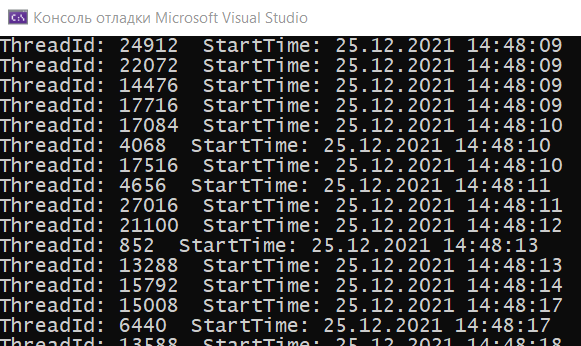 Консоль отладки Microsoft Visual Studio
ThreadId: 24912  StartTime: 25.12.2021 14:48:09
ThreadId: 22072  StartTime: 25.12.2021 14:48:09
ThreadId: 14476  StartTime: 25.12.2021 14:48:09
ThreadId: 17716  StartTime: 25.12.2021 14:48:09
ThreadId: 17084  StartTime: 25.12.2021 14:48:10
ThreadId: 4068  StartTime: 25.12.2021 14:48:10
ThreadId: 17516  StartTime: 25.12.2021 14:48:10
ThreadId: 4656  StartTime: 25.12.2021 14:48:11
ThreadId: 27016  StartTime: 25.12.2021 14:48:11
ThreadId: 21100  StartTime: 25.12.2021 14:48:12
ThreadId: 852  StartTime: 25.12.2021 14:48:13
ThreadId: 13288  StartTime: 25.12.2021 14:48:13
ThreadId: 15792  StartTime: 25.12.2021 14:48:14
ThreadId: 15008  StartTime: 25.12.2021 14:48:17
ThreadId: 6440  StartTime: 25.12.2021 14:48:17
ThreadId: 13588  StartTime: 25.12.2021 14:48:18